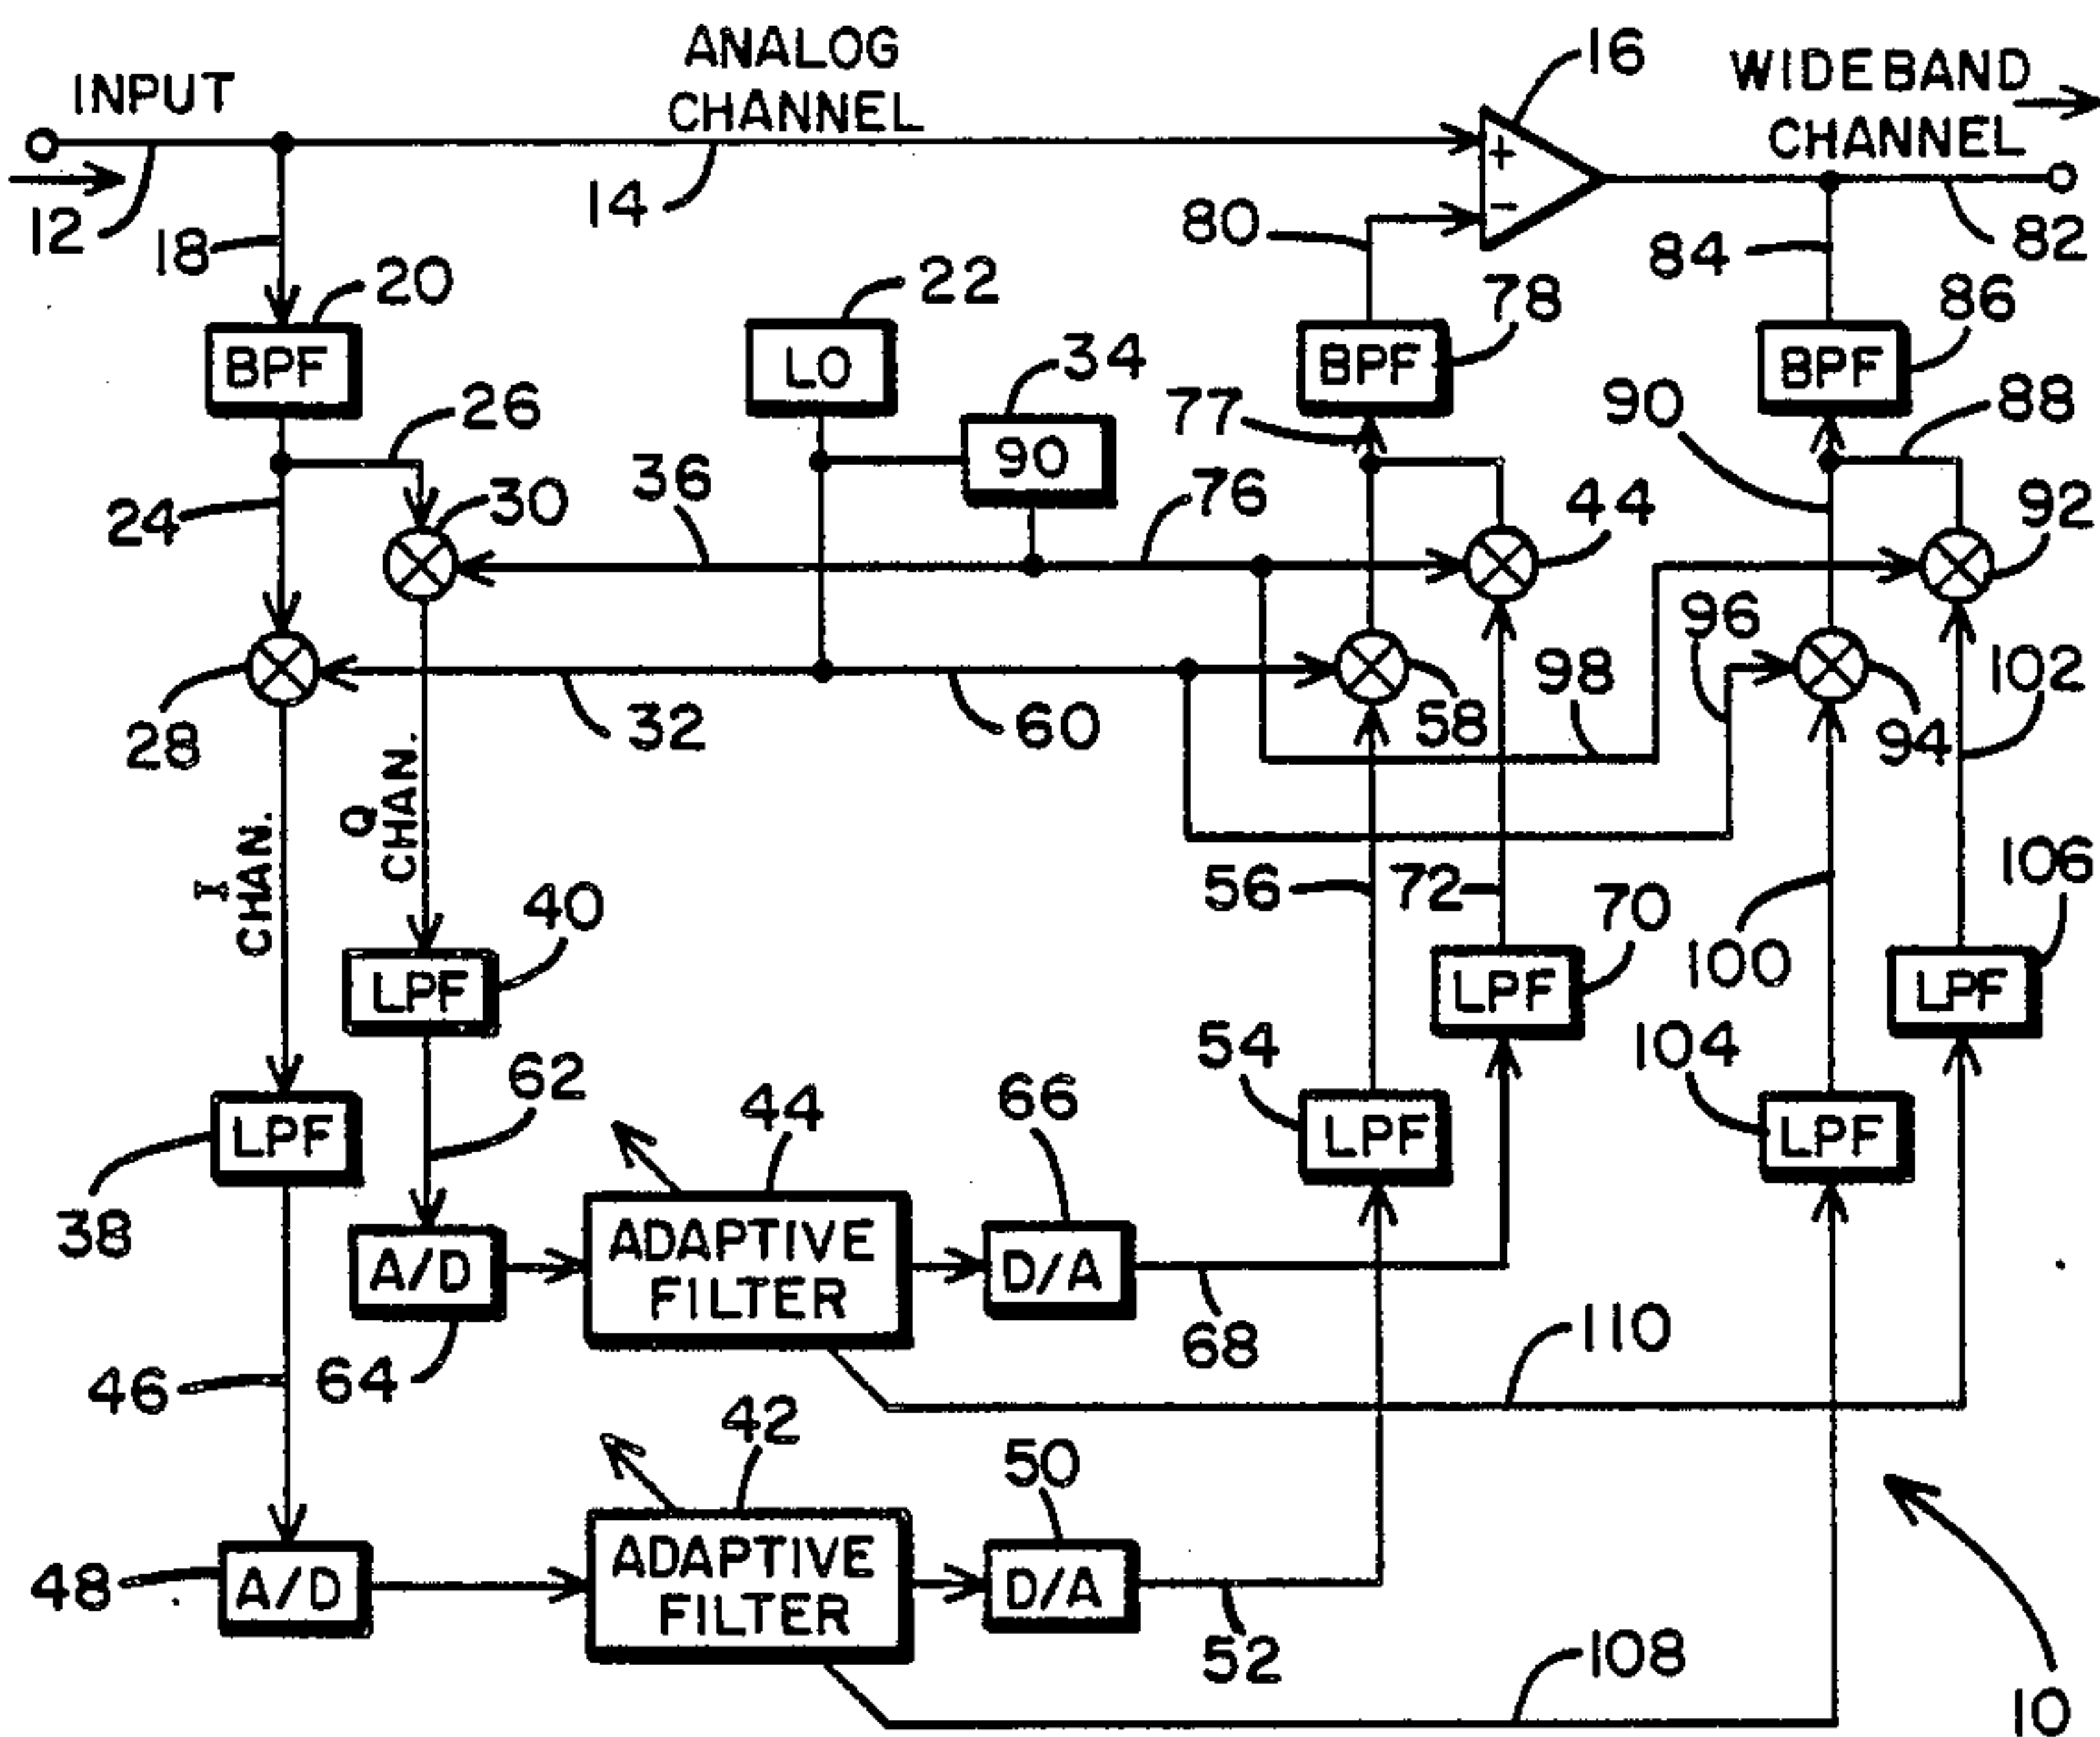 ANALOG
CHANNEL
INPUT
16
WIDEBAND
CHANNEL
12
14
18
80
84
82
20
22
78
86
BPF
LO
34
BPF
BPF
26
90
77
90
88
24
30
36
76
44
92
96
28
32
60
58
98
94
102
I
CHAN.
Q
CHAN.
40
56
72
70
100
106
LPF
LPF
LPF
62
54
104
LPF
44
66
LPF
LPF
38
A/D
ADAPTIVE
FILTER
D/A
68
110
46
64
42
50
48
A/D
ADAPTIVE
FILTER
D/A
52
108
10